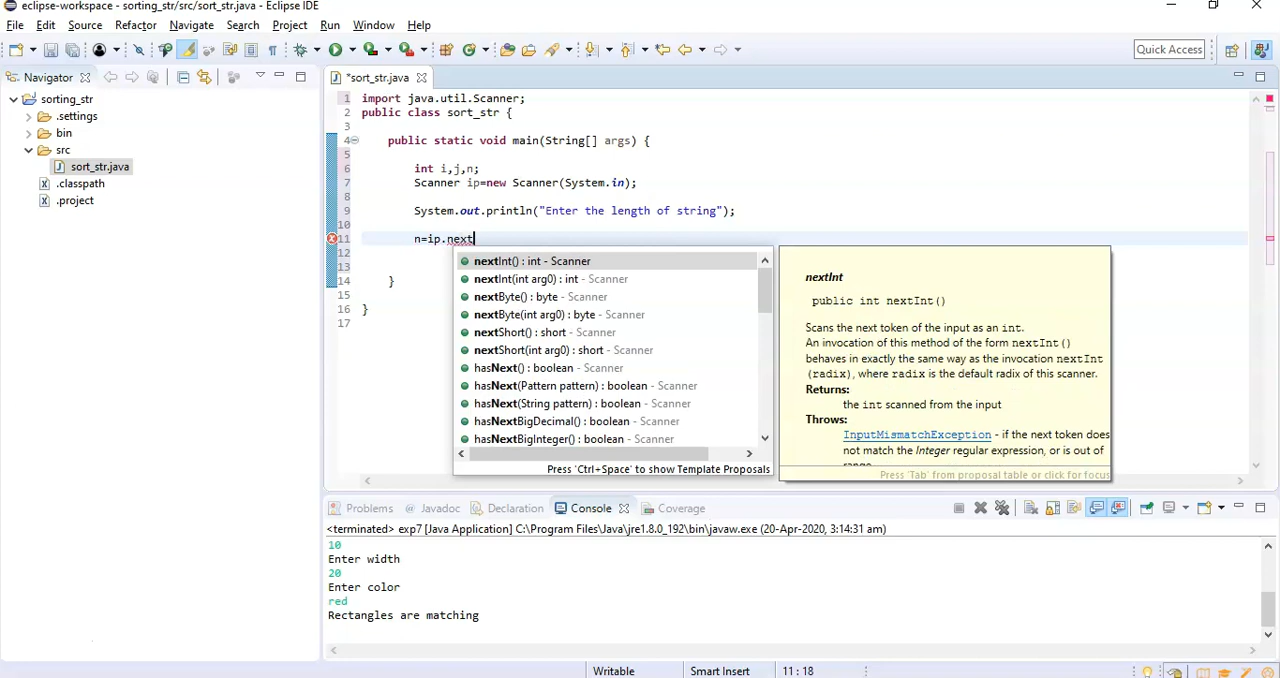 eclipse-workspace - sorting_str/src/sort_str.java - Eclipse IDE
File Edit Source Refactor Navigate Search Project Run Window Help
Quick Access
Navigator
*sort_str.java
sorting_str
.settings
bin
src
sort_str.java
.classpath
.project
1 import java.util.Scanner;
2 public class sort_str {
3
4 public static void main(String[] args) {
5
6 int i,j,n;
7 Scanner ip=new Scanner(System.in);
8
9 System.out.println("Enter the length of string");
10
11 n=ip.next
12
13
14 }
15
16 }
17
nextInt() : int - Scanner
nextInt(int arg0) : int - Scanner
nextByte() : byte - Scanner
nextByte(int arg0) : byte - Scanner
nextShort() : short - Scanner
nextShort(int arg0) : short - Scanner
hasNext() : boolean - Scanner
hasNext(Pattern pattern) : boolean - Scanner
hasNext(String pattern) : boolean - Scanner
hasNextBigDecimal() : boolean - Scanner
hasNextBigInteger() : boolean - Scanner
Press 'Ctrl+Space' to show Template Proposals
nextInt
public int nextInt()
Scans the next token of the input as an int.
An invocation of this method of the form nextInt()
behaves in exactly the same way as the invocation nextInt
(radix), where radix is the default radix of this scanner.
Returns:
the int scanned from the input
Throws:
InputMismatchException - if the next token does
not match the Integer regular expression, or is out of
range
Press 'Tab' from proposal table or click for focus
Problems @ Javadoc Declaration Console Coverage
<terminated> exp7 [Java Application] C:\Program Files\Java\jre1.8.0_192\bin\javaw.exe (20-Apr-2020, 3:14:31 am)
10
Enter width
20
Enter color
red
Rectangles are matching
Writable Smart Insert 11 : 18